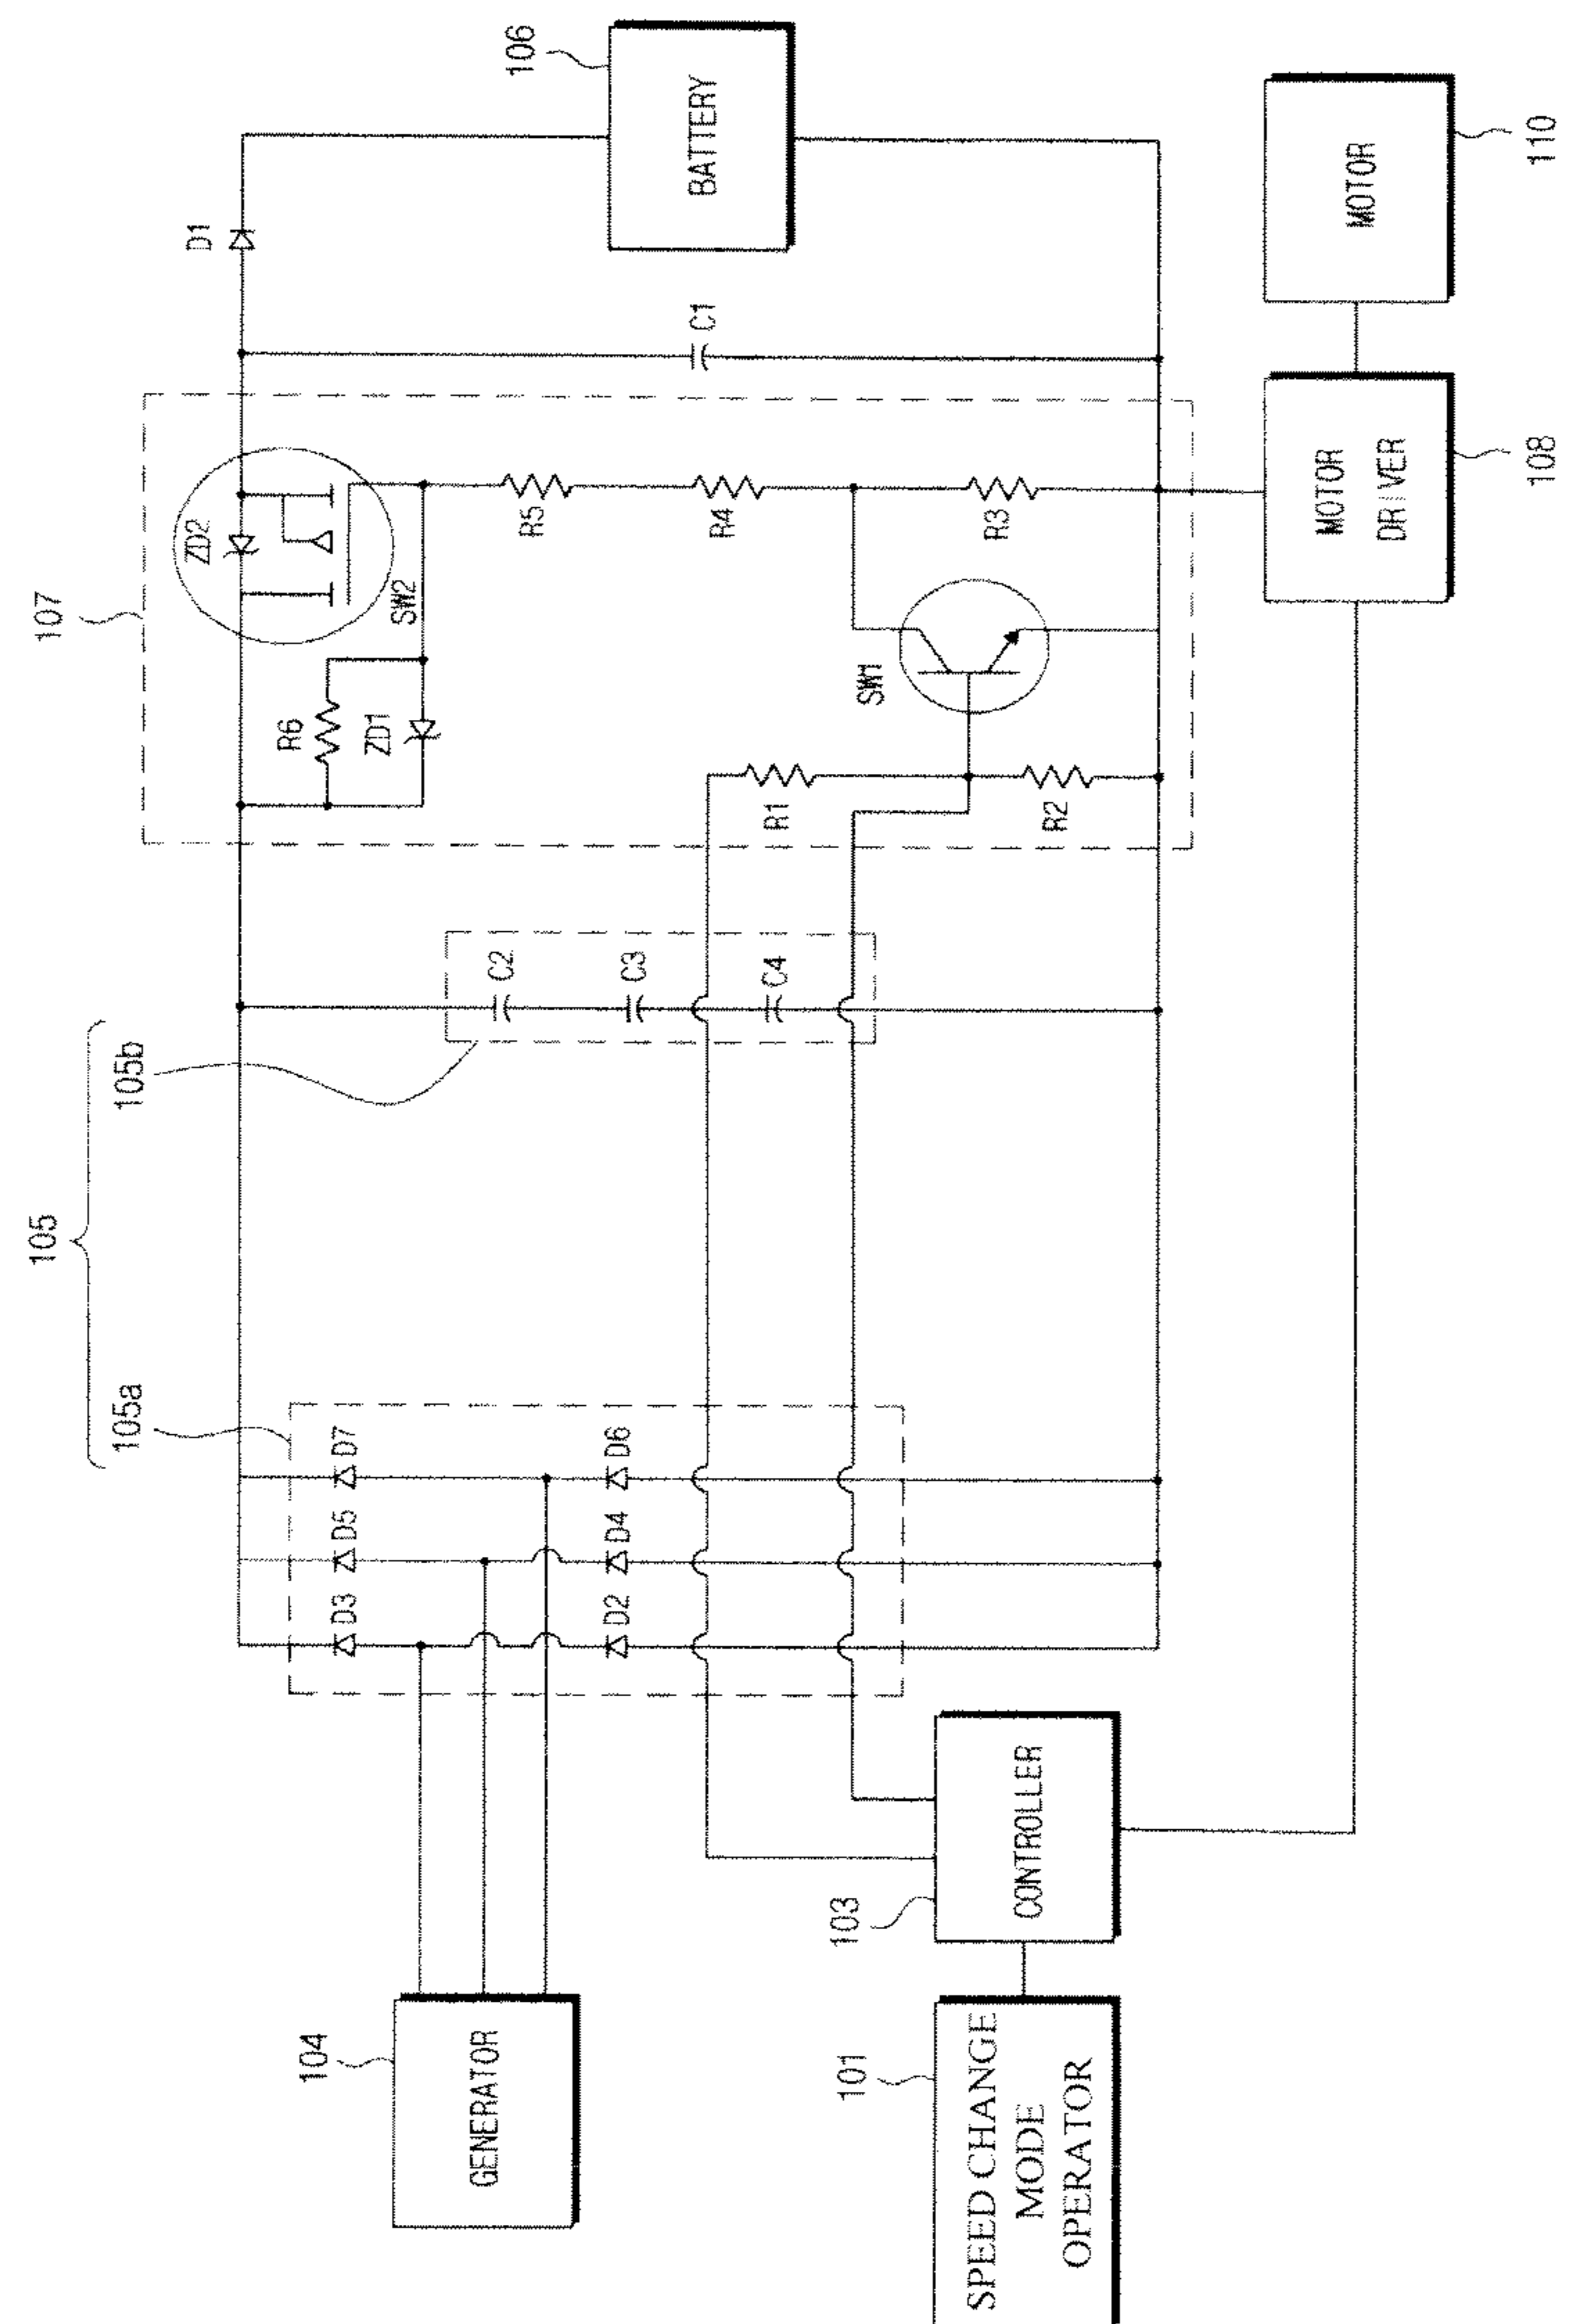 105
105a
105b
107
106
D1
BATTERY
ZD2
SW2
R6
ZD1
C1
R5
R4
R3
SW1
R1
R2
C2
C3
C4
D3
D5
D7
D2
D4
D6
104
GENERATOR
103
CONTROLLER
101
SPEED CHANGE
MODE
OPERATOR
MOTOR
DRIVER
108
MOTOR
110